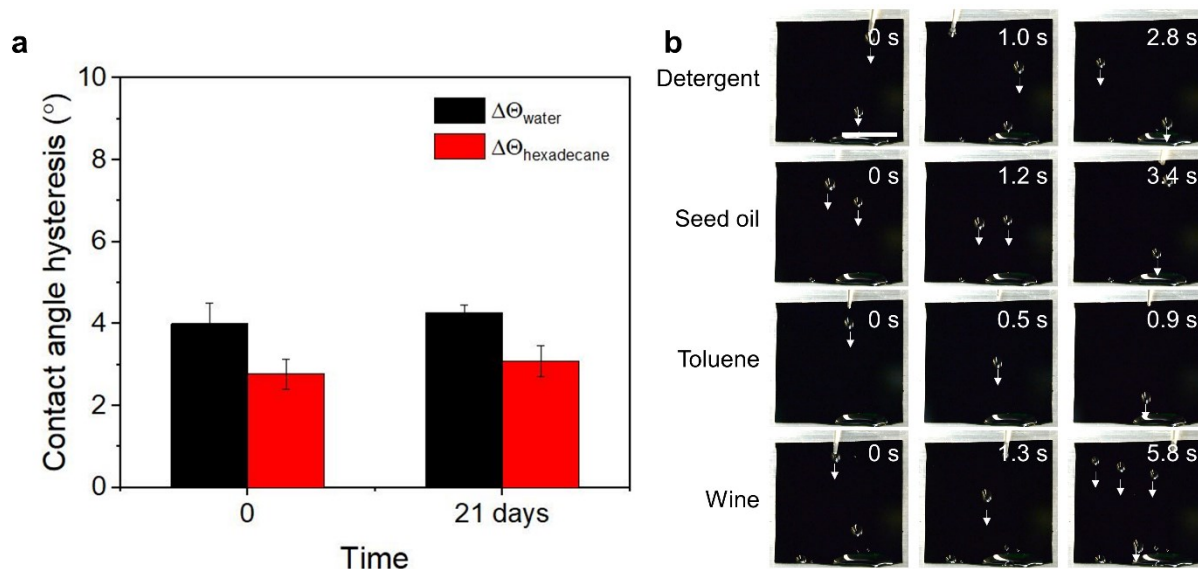 a
Contact angle hysteresis (°)
10
8
6
4
2
0
ΔΘwater
ΔΘhexadecane
0
21 days
Time
b
Detergent
0 s
1.0 s
2.8 s
Seed oil
0 s
1.2 s
3.4 s
Toluene
0 s
0.5 s
0.9 s
Wine
0 s
1.3 s
5.8 s